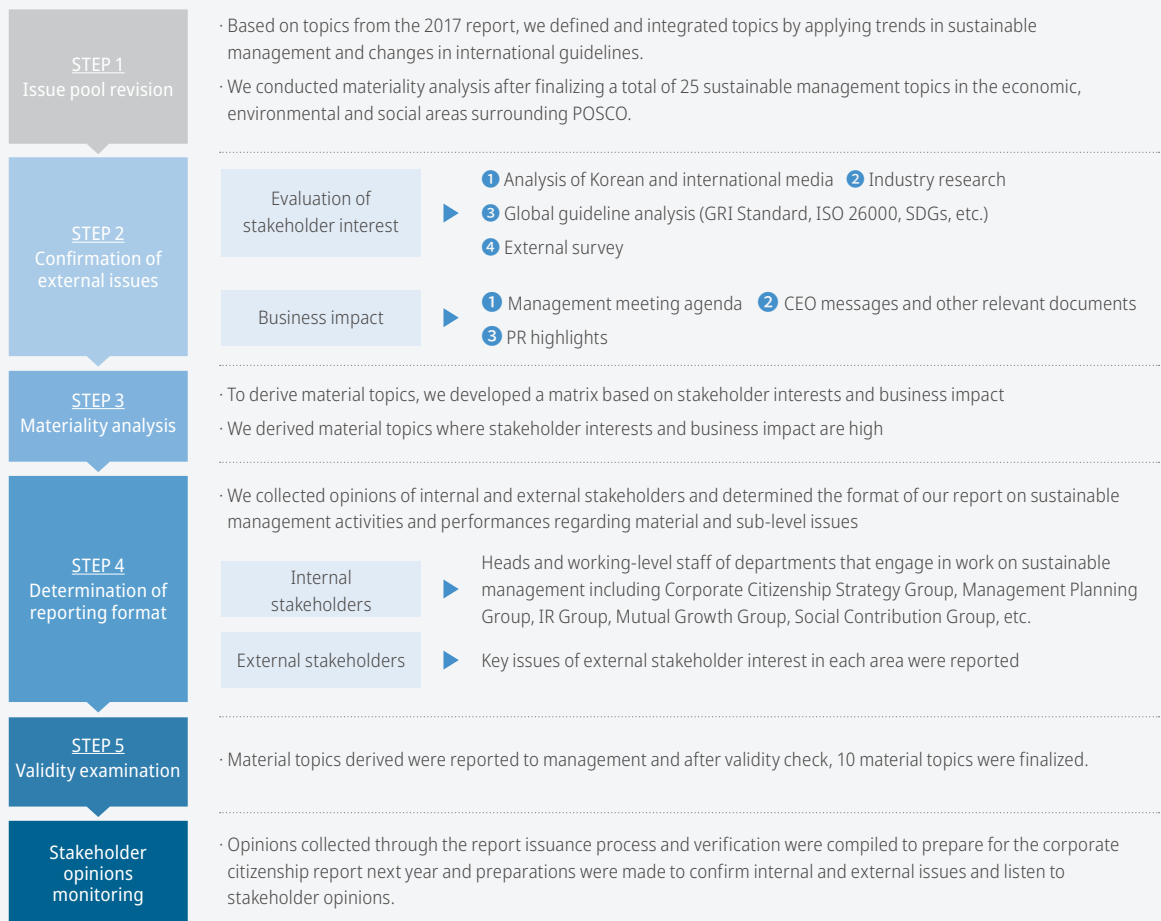 STEP 1
Issue pool revision
· Based on topics from the 2017 report, we defined and integrated topics by applying trends in sustainable
management and changes in international guidelines.
· We conducted materiality analysis after finalizing a total of 25 sustainable management topics in the economic,
environmental and social areas surrounding POSCO.
STEP 2
Confirmation of
external issues
Evaluation of
stakeholder interest
❶ Analysis of Korean and international media ❷ Industry research
❸ Global guideline analysis (GRI Standard, ISO 26000, SDGs, etc.)
❹ External survey
Business impact
❶ Management meeting agenda ❷ CEO messages and other relevant documents
❸ PR highlights
STEP 3
Materiality analysis
· To derive material topics, we developed a matrix based on stakeholder interests and business impact
· We derived material topics where stakeholder interests and business impact are high
STEP 4
Determination of
reporting format
· We collected opinions of internal and external stakeholders and determined the format of our report on sustainable
management activities and performances regarding material and sub-level issues
Internal
stakeholders
Heads and working-level staff of departments that engage in work on sustainable
management including Corporate Citizenship Strategy Group, Management Planning
Group, IR Group, Mutual Growth Group, Social Contribution Group, etc.
External stakeholders
Key issues of external stakeholder interest in each area were reported
STEP 5
Validity examination
· Material topics derived were reported to management and after validity check, 10 material topics were finalized.
Stakeholder
opinions
monitoring
· Opinions collected through the report issuance process and verification were compiled to prepare for the corporate
citizenship report next year and preparations were made to confirm internal and external issues and listen to
stakeholder opinions.